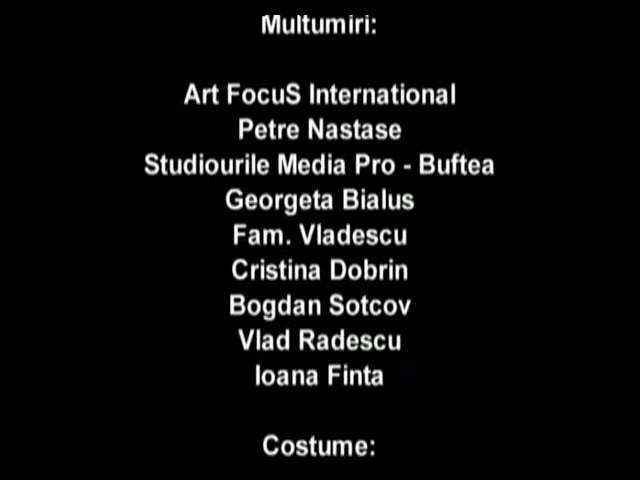 Multumiri:
Art FocuS International
Petre Nastase
Studiourile Media Pro - Buftea
Georgeta Bialus
Fam. Vladescu
Cristina Dobrin
Bogdan Sotcov
Vlad Radescu
Ioana Finta
Costume: